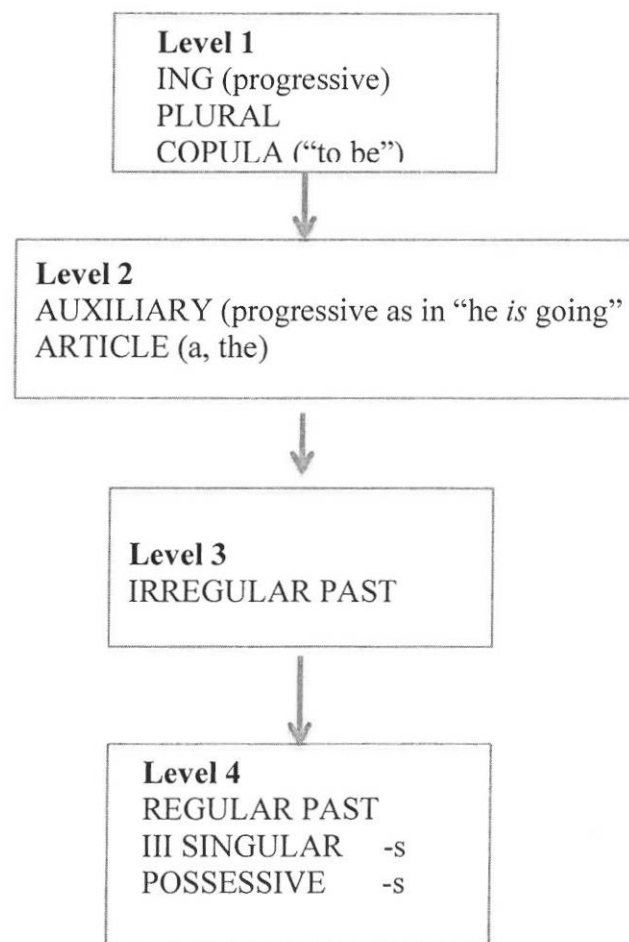 Level 1
ING (progressive)
PLURAL
COPULA (“to be”)
Level 2
AUXILIARY (progressive as in “he is going”
ARTICLE (a, the)
Level 3
IRREGULAR PAST
Level 4
REGULAR PAST
III SINGULAR -s
POSSESSIVE -s